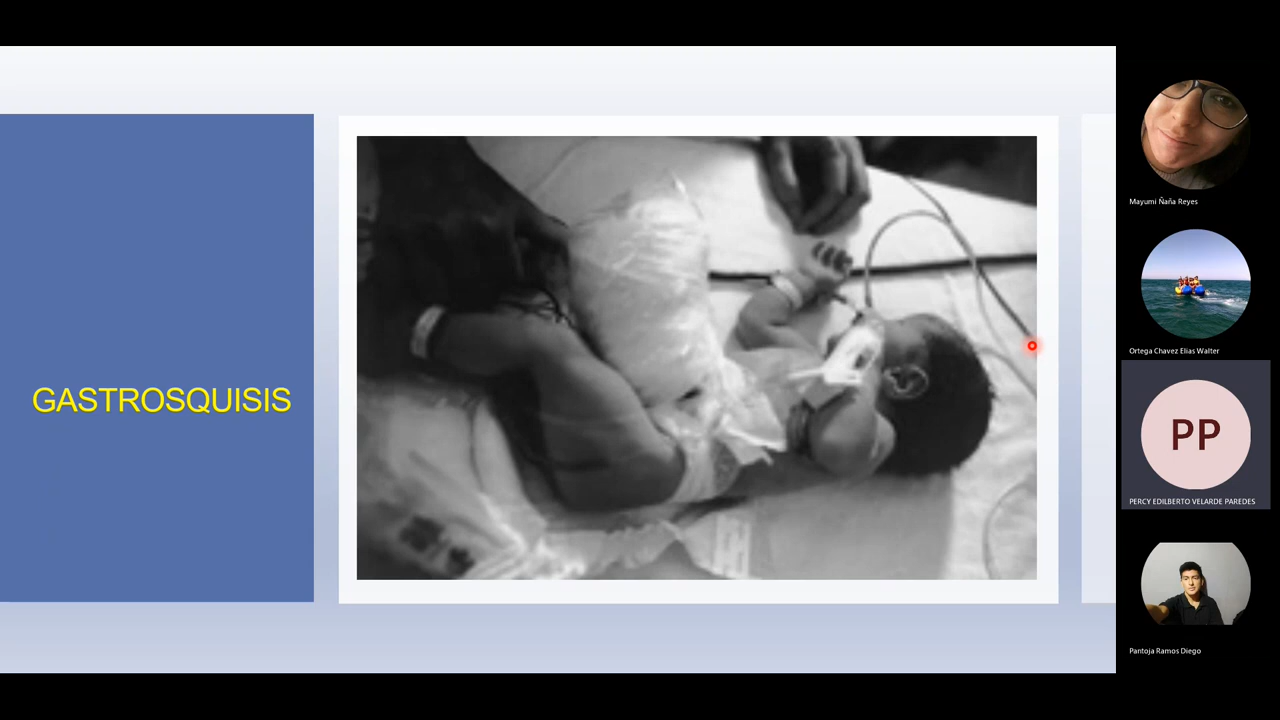 GASTROSQUISIS
Mayumi Ñaña Reyes
Ortega Chavez Elias Walter
PP
PERCY EDILBERTO VELARDE PAREDES
Pantoja Ramos Diego